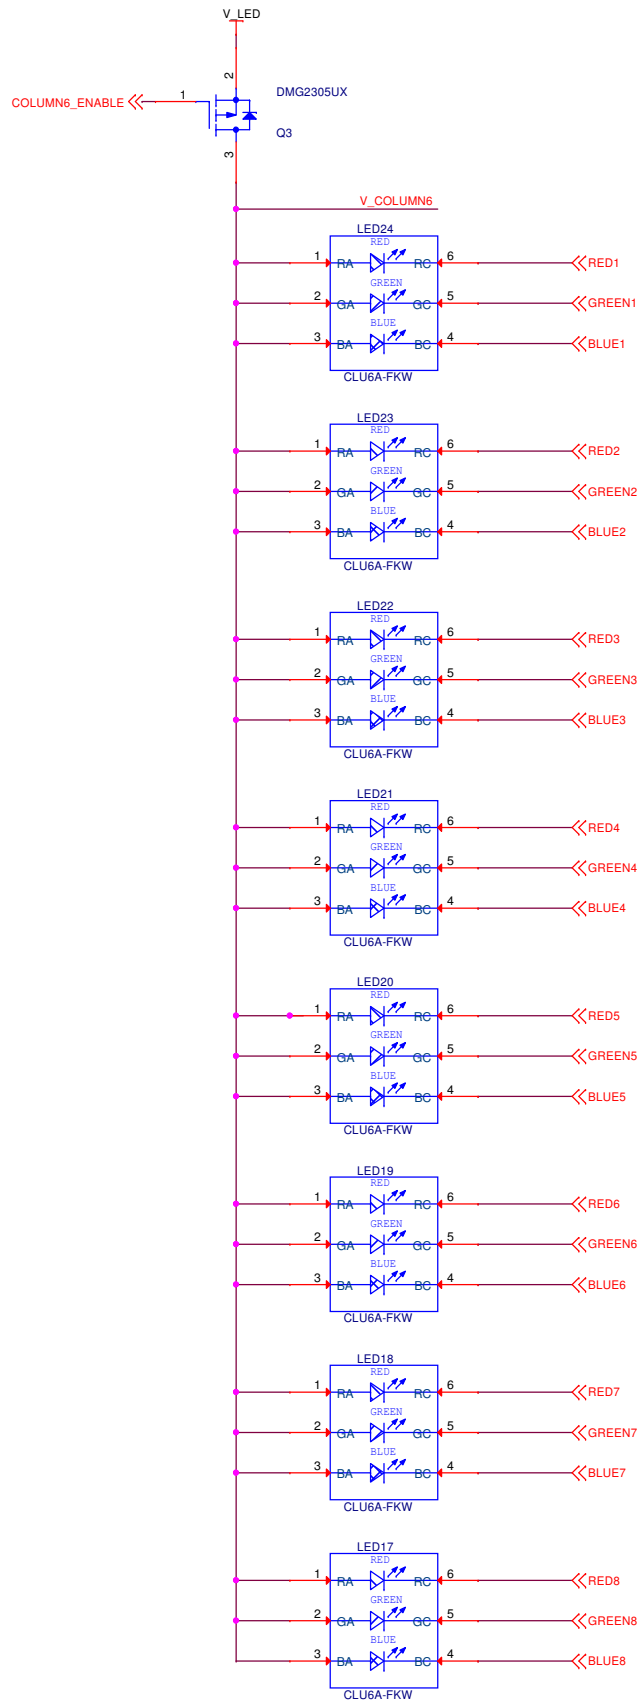 V_LED
2
COLUMN6_ENABLE
1
DMG2305UX
Q3
3
V_COLUMN6
LED24
RED
1 RA RC 6 RED1
GREEN
2 GA GC 5 GREEN1
BLUE
3 BA BC 4 BLUE1
CLU6A-FKW
LED23
RED
1 RA RC 6 RED2
GREEN
2 GA GC 5 GREEN2
BLUE
3 BA BC 4 BLUE2
CLU6A-FKW
LED22
RED
1 RA RC 6 RED3
GREEN
2 GA GC 5 GREEN3
BLUE
3 BA BC 4 BLUE3
CLU6A-FKW
LED21
RED
1 RA RC 6 RED4
GREEN
2 GA GC 5 GREEN4
BLUE
3 BA BC 4 BLUE4
CLU6A-FKW
LED20
RED
1 RA RC 6 RED5
GREEN
2 GA GC 5 GREEN5
BLUE
3 BA BC 4 BLUE5
CLU6A-FKW
LED19
RED
1 RA RC 6 RED6
GREEN
2 GA GC 5 GREEN6
BLUE
3 BA BC 4 BLUE6
CLU6A-FKW
LED18
RED
1 RA RC 6 RED7
GREEN
2 GA GC 5 GREEN7
BLUE
3 BA BC 4 BLUE7
CLU6A-FKW
LED17
RED
1 RA RC 6 RED8
GREEN
2 GA GC 5 GREEN8
BLUE
3 BA BC 4 BLUE8
CLU6A-FKW